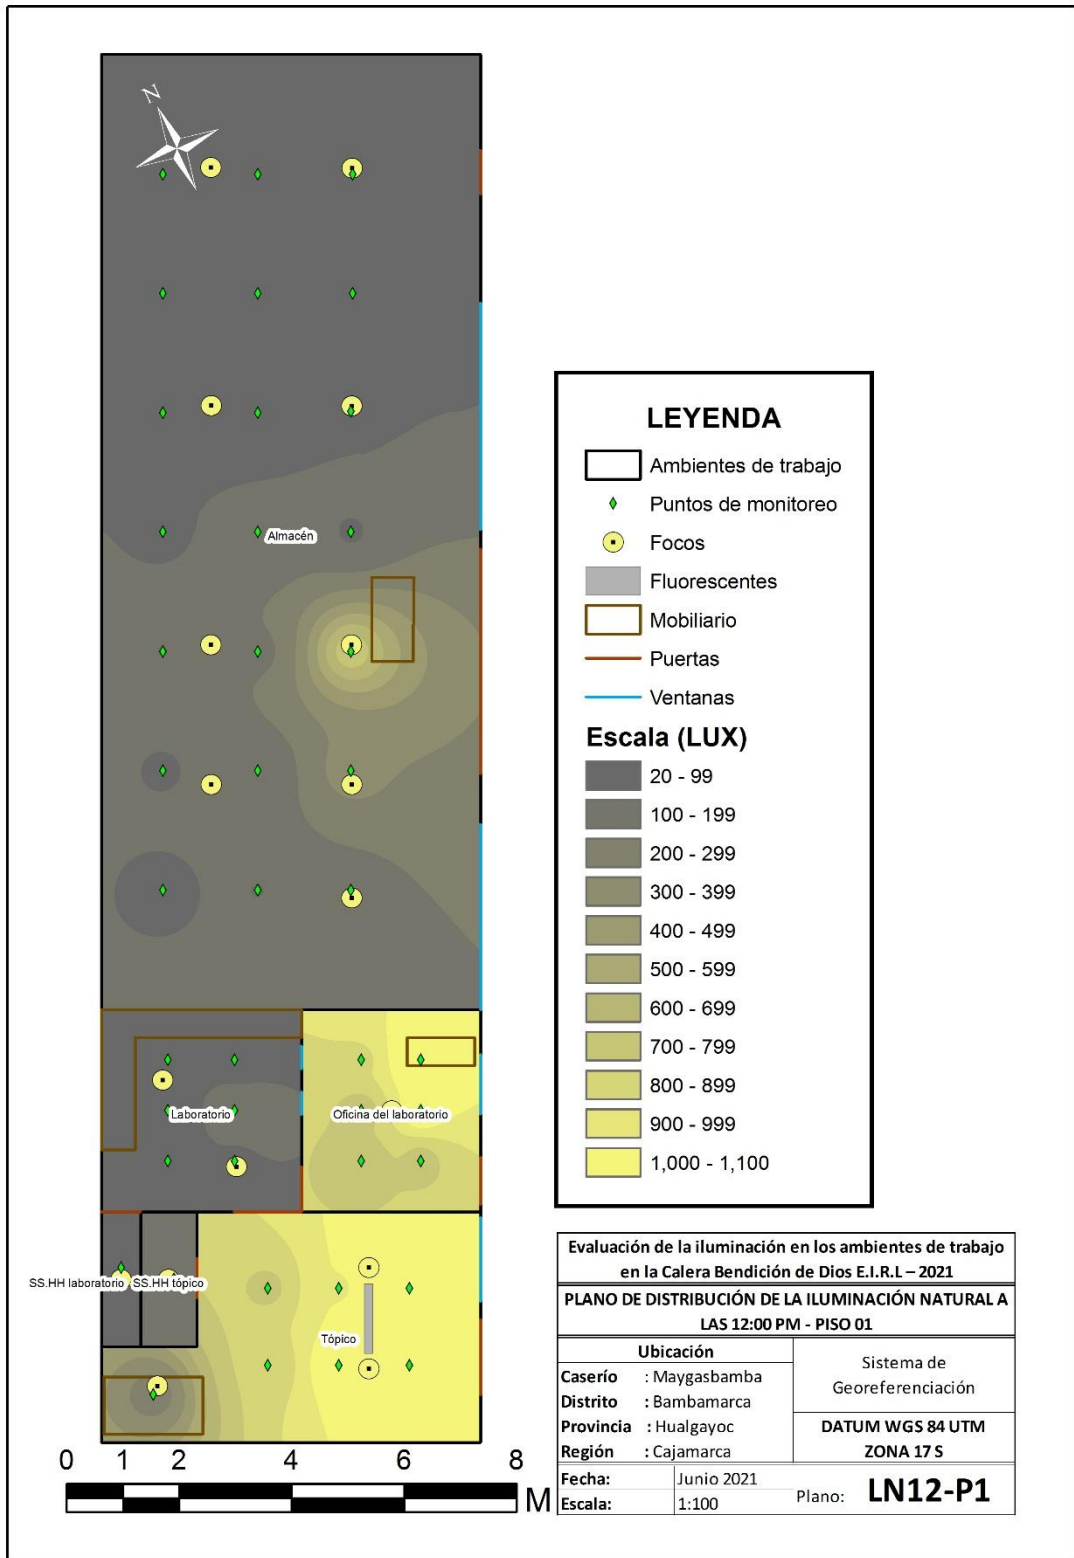 N
Almacén
Laboratorio
Oficina del laboratorio
SS.HH laboratorio
SS.HH tópico
Tópico
0 1 2 4 6 8
M
LEYENDA
Ambientes de trabajo
Puntos de monitoreo
Focos
Fluorescentes
Mobiliario
Puertas
Ventanas
Escala (LUX)
20 - 99
100 - 199
200 - 299
300 - 399
400 - 499
500 - 599
600 - 699
700 - 799
800 - 899
900 - 999
1,000 - 1,100
Evaluación de la iluminación en los ambientes de trabajo
en la Calera Bendición de Dios E.I.R.L – 2021
PLANO DE DISTRIBUCIÓN DE LA ILUMINACIÓN NATURAL A
LAS 12:00 PM - PISO 01
Ubicación
Caserío : Maygasbamba
Distrito : Bambamarca
Provincia : Hualgayoc
Región : Cajamarca
Sistema de
Georeferenciación
DATUM WGS 84 UTM
ZONA 17 S
Fecha: Junio 2021
Escala: 1:100
Plano: LN12-P1